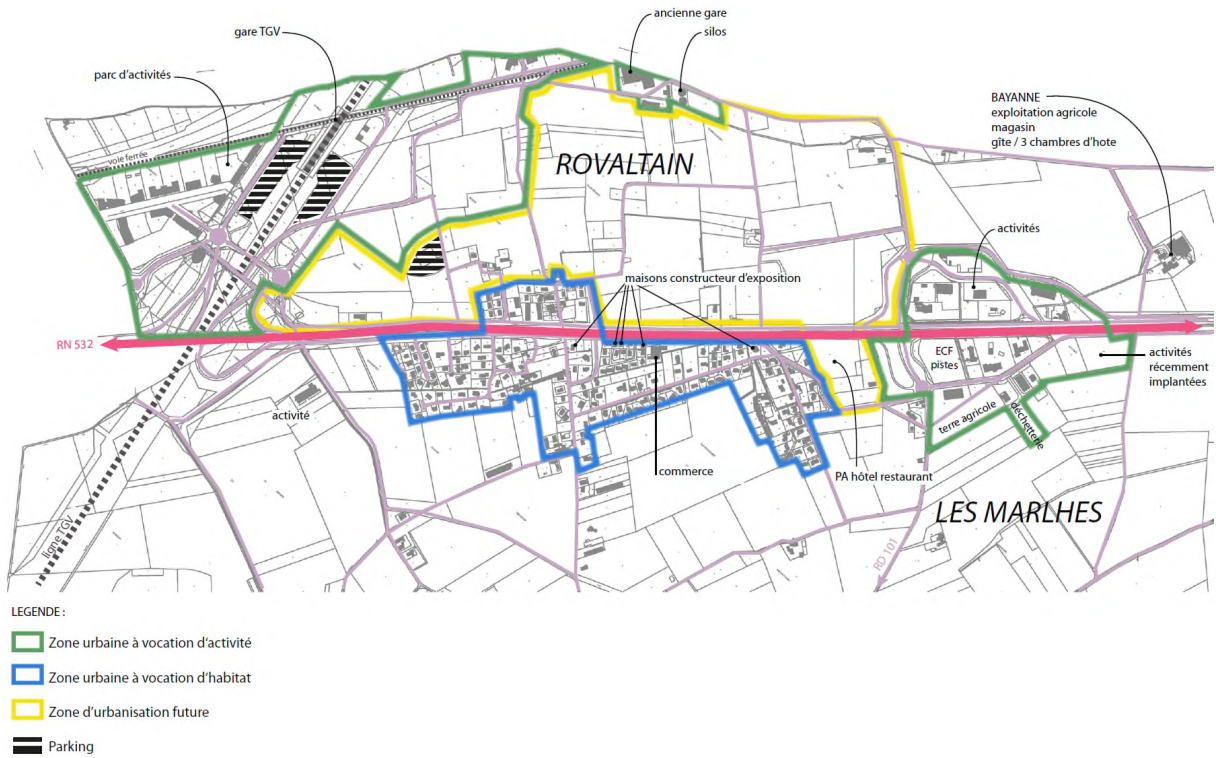 ancienne gare
silos
gare TGV
parc d'activités
BAYANNE
exploitation agricole
magasin
gîte / 3 chambres d'hote
voie ferrée
ROVALTAIN
activités
maisons constructeur d'exposition
RN 532
ECF
pistes
activités
récemment
implantées
activité
terre agricole
déchetterie
commerce
PA hôtel restaurant
LES MARLHES
ligne TGV
RD 101
LEGENDE :
Zone urbaine à vocation d'activité
Zone urbaine à vocation d'habitat
Zone d'urbanisation future
Parking